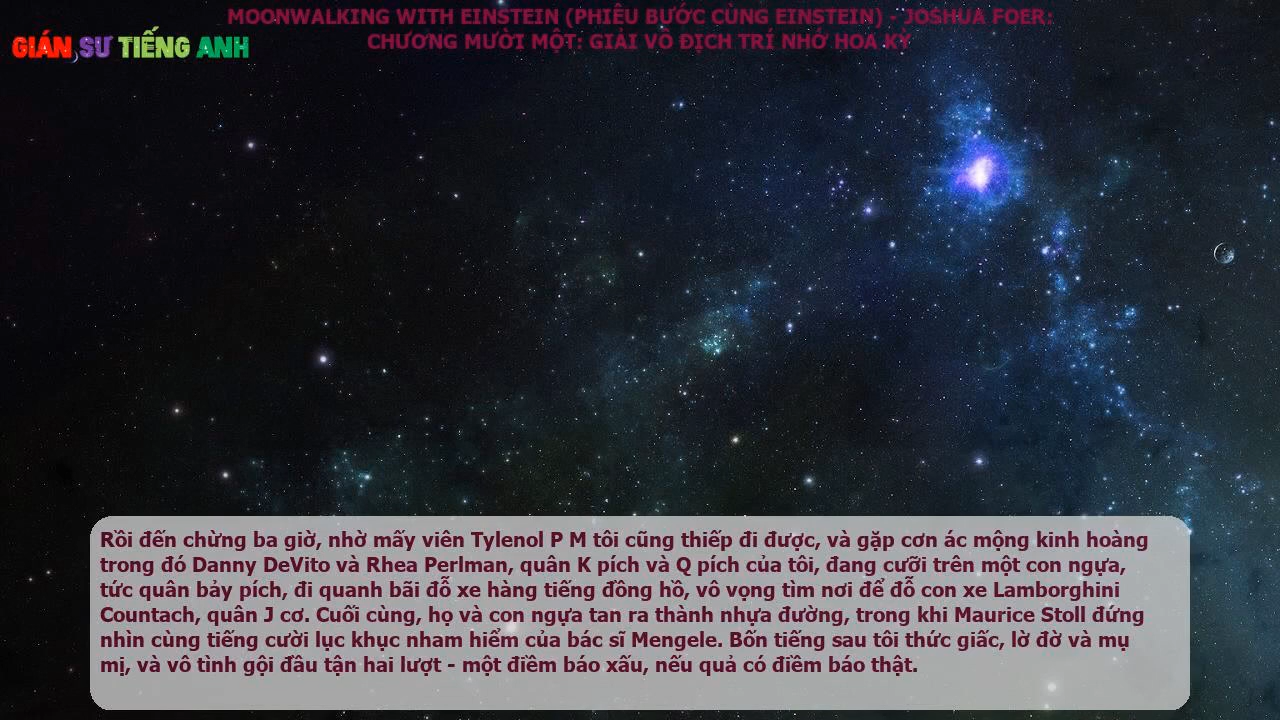 MOONWALKING WITH EINSTEIN (PHIÊU BƯỚC CÙNG EINSTEIN) - JOSHUA FOER:
CHƯƠNG MƯỜI MỘT: GIẢI VÔ ĐỊCH TRÍ NHỚ HOA KỲ
GIÁN SƯ TIẾNG ANH
Rồi đến chừng ba giờ, nhờ mấy viên Tylenol P M tôi cũng thiếp đi được, và gặp cơn ác mộng kinh hoàng
trong đó Danny DeVito và Rhea Perlman, quân K pích và Q pích của tôi, đang cưỡi trên một con ngựa,
tức quân bảy pích, đi quanh bãi đỗ xe hàng tiếng đồng hồ, vô vọng tìm nơi để đỗ con xe Lamborghini
Countach, quân J cơ. Cuối cùng, họ và con ngựa tan ra thành nhựa đường, trong khi Maurice Stoll đứng
nhìn cùng tiếng cười lục khục nham hiểm của bác sĩ Mengele. Bốn tiếng sau tôi thức giấc, lờ đờ và mụ
mị, và vô tình gội đầu tận hai lượt - một điềm báo xấu, nếu quả có điềm báo thật.